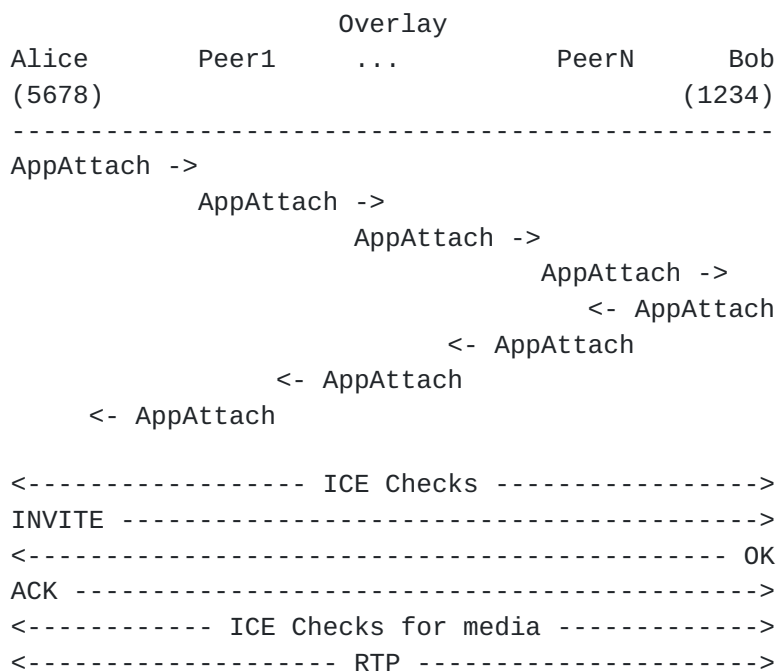 Overlay
Alice Peer1 ... PeerN Bob
(5678) (1234)
-------------------------------------------------
AppAttach ->
AppAttach ->
AppAttach ->
AppAttach ->
<- AppAttach
<- AppAttach
<- AppAttach
<- AppAttach
<------------------ ICE Checks ----------------->
INVITE ----------------------------------------->
<--------------------------------------------- OK
ACK -------------------------------------------->
<------------ ICE Checks for media ------------->
<-------------------- RTP ---------------------->